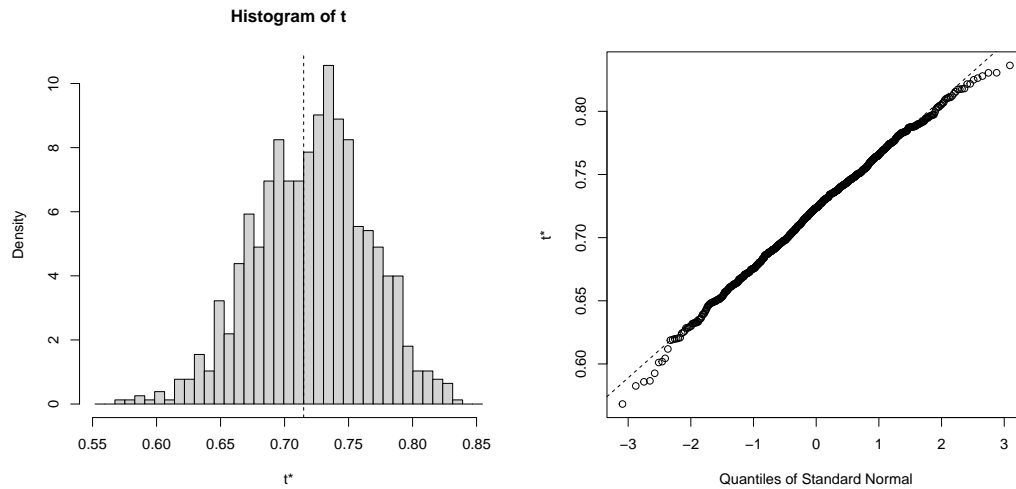 Histogram of t
Density
0 2 4 6 8 10
0.55 0.60 0.65 0.70 0.75 0.80 0.85
t*
t*
0.60 0.65 0.70 0.75 0.80
−3 −2 −1 0 1 2 3
Quantiles of Standard Normal